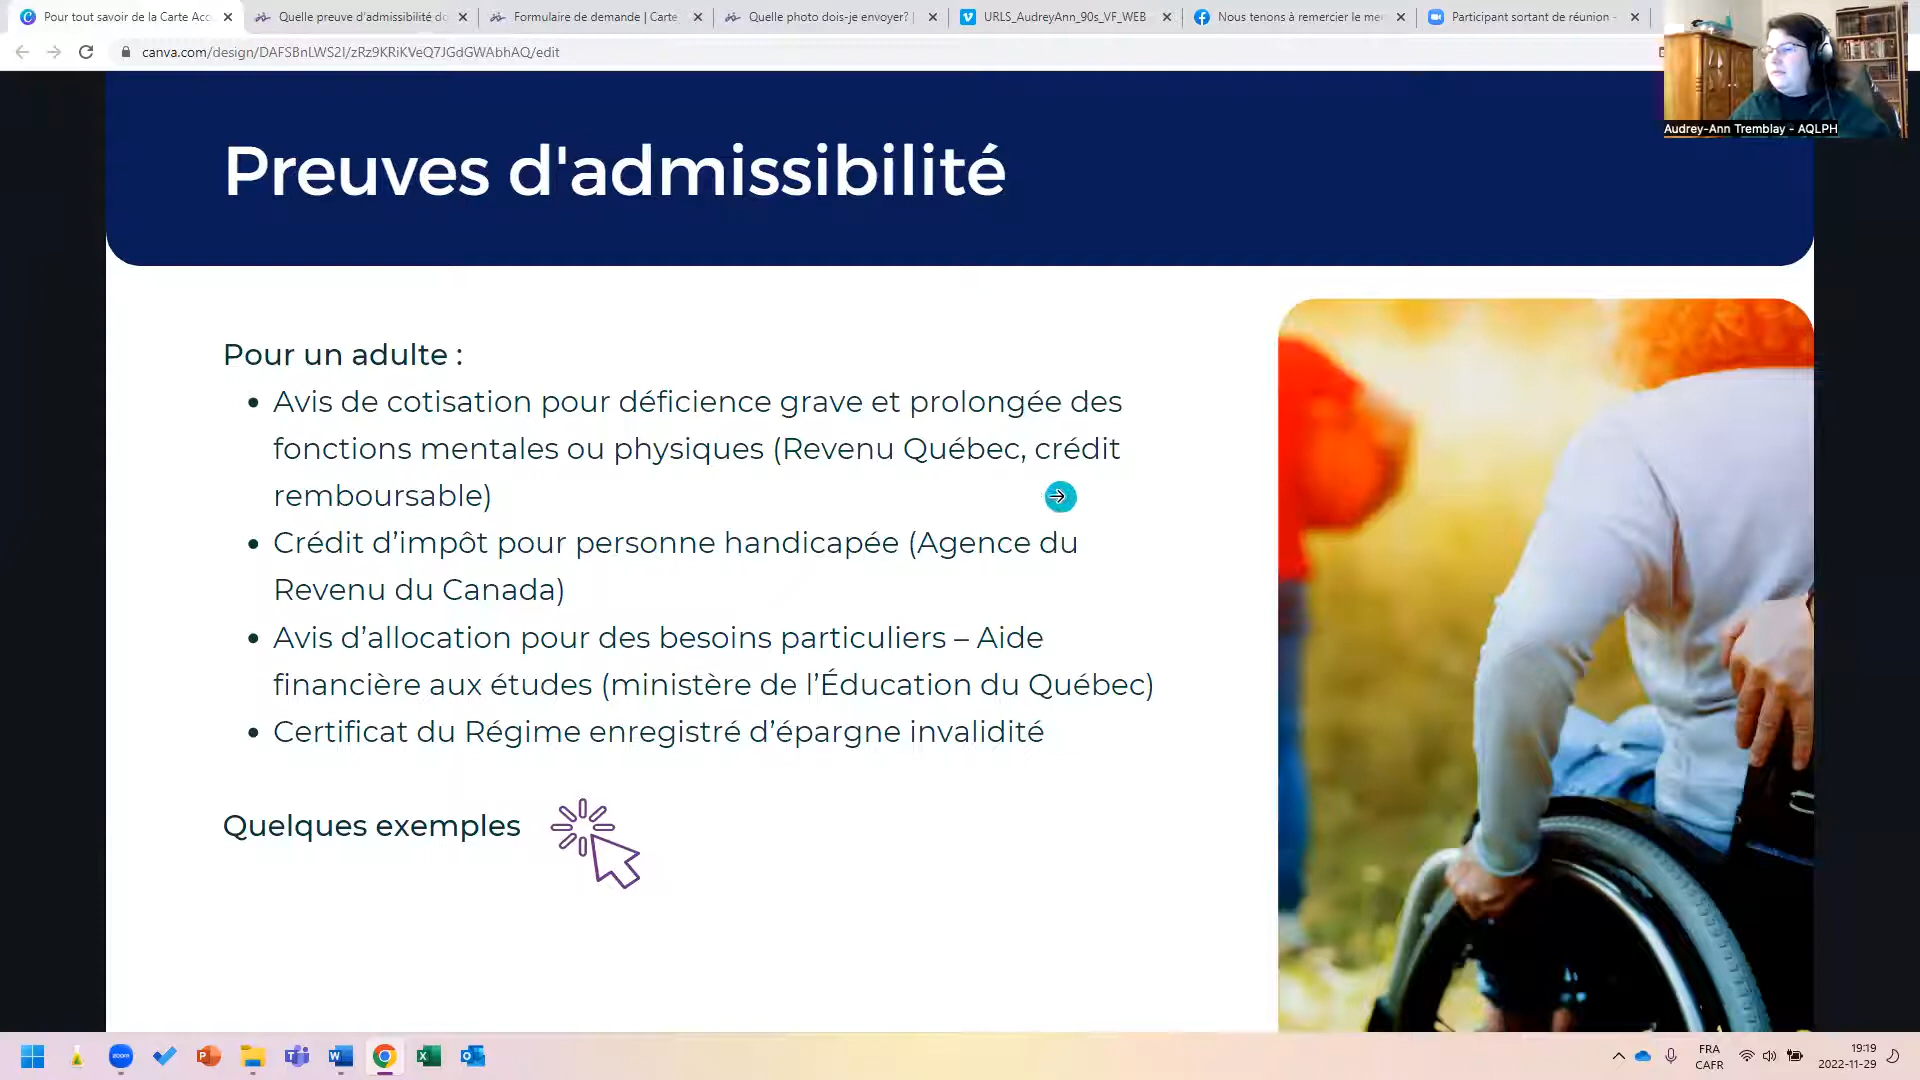 Pour tout savoir de la Carte Acc
Quelle preuve d'admissibilité do
Formulaire de demande | Carte
Quelle photo dois-je envoyer? |
URLS_AudreyAnn_90s_VF_WEB
Nous tenons à remercier le me
Participant sortant de réunion -
canva.com/design/DAFSBnLWS2I/zRz9KRiKVeQ7JGdGWAbhAQ/edit
Audrey-Ann Tremblay - AQLPH
Preuves d'admissibilité
Pour un adulte :
• Avis de cotisation pour déficience grave et prolongée des
fonctions mentales ou physiques (Revenu Québec, crédit
remboursable)
• Crédit d’impôt pour personne handicapée (Agence du
Revenu du Canada)
• Avis d’allocation pour des besoins particuliers – Aide
financière aux études (ministère de l’Éducation du Québec)
• Certificat du Régime enregistré d’épargne invalidité
Quelques exemples
zoom
FRA
CAFR
19:19
2022-11-29